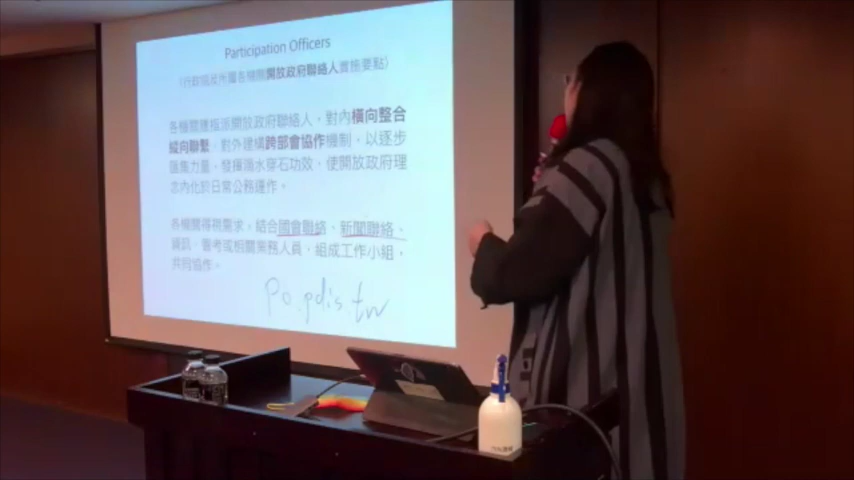 Participation Officers
（行政院及所屬各機關開放政府聯絡人實施要點）
各機關應指派開放政府聯絡人，對內橫向整合
縱向聯繫，對外建構跨部會協作機制，以逐步
匯集力量，發揮滴水穿石功效，使開放政府理
念內化於日常公務運作。
各機關得視需求，結合國會聯絡、新聞聯絡、
資訊、管考或相關業務人員，組成工作小組，
共同協作。
po.pdis.tw